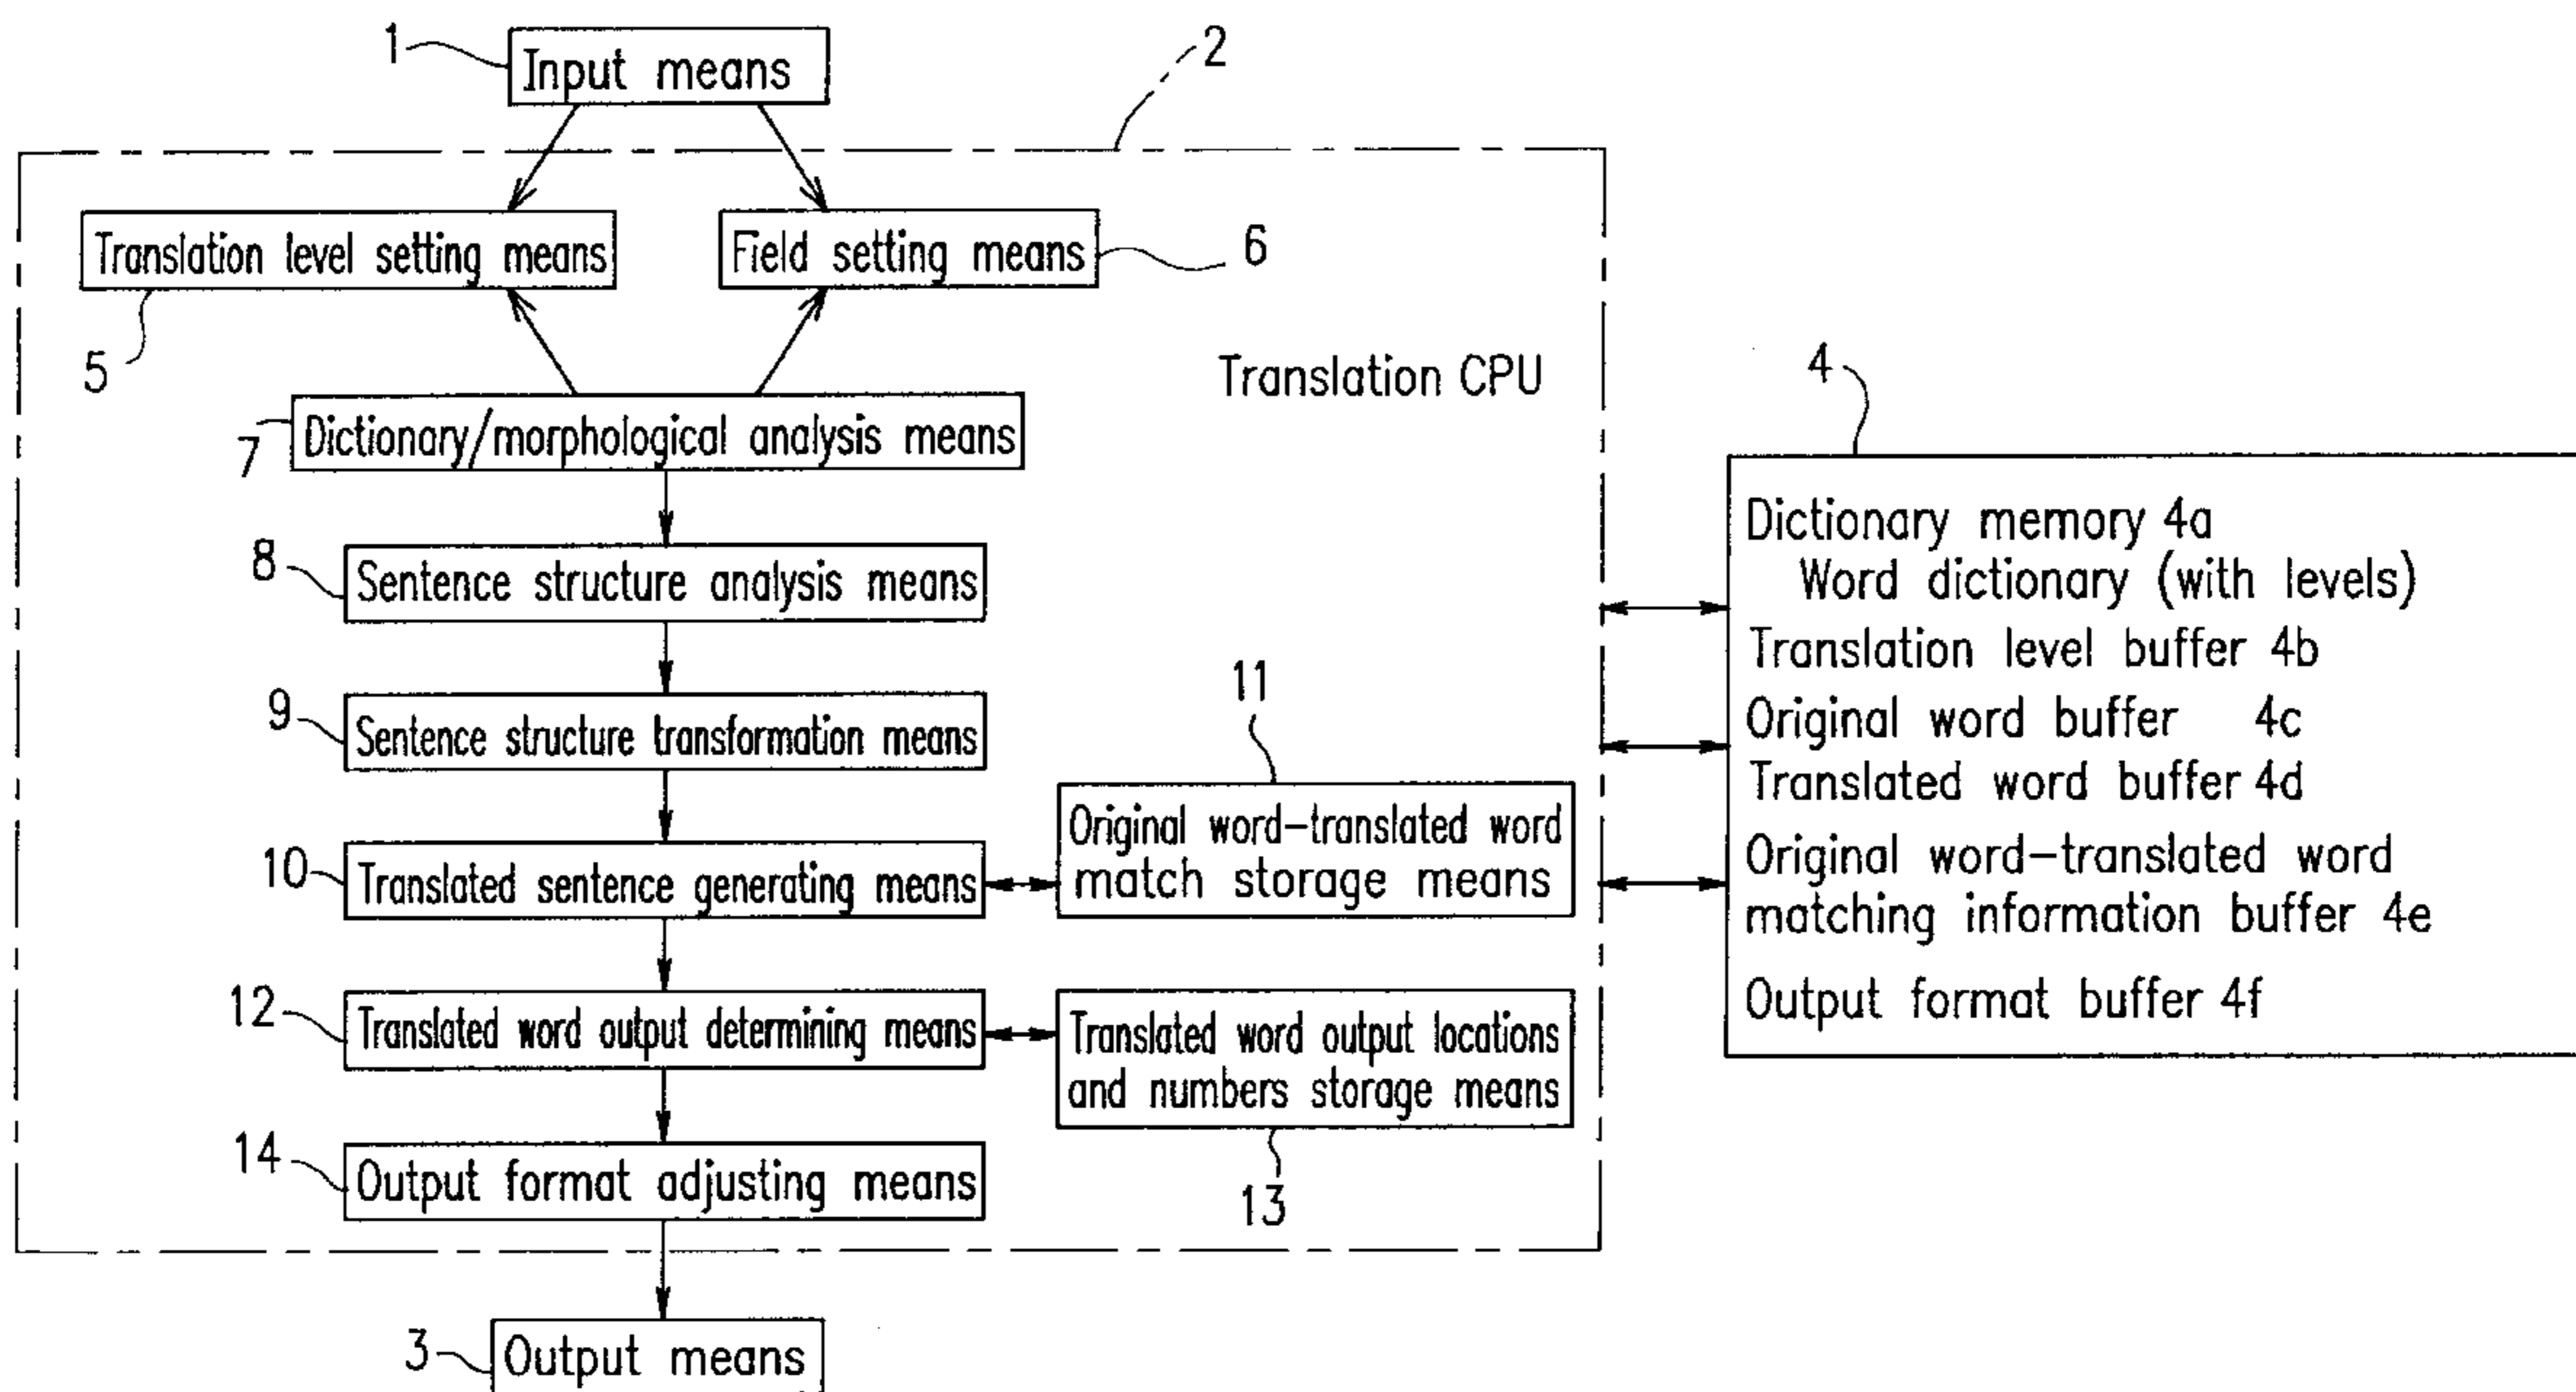 1
Input means
2
Translation level setting means
Field setting means
6
5
Translation CPU
4
7
Dictionary/morphological analysis means
Dictionary memory 4a
Word dictionary (with levels)
8
Sentence structure analysis means
Translation level buffer 4b
9
Sentence structure transformation means
11
Original word buffer 4c
Translated word buffer 4d
10
Translated sentence generating means
Original word-translated word
match storage means
Original word-translated word
matching information buffer 4e
12
Translated word output determining means
Translated word output locations
and numbers storage means
Output format buffer 4f
14
Output format adjusting means
13
3
Output means